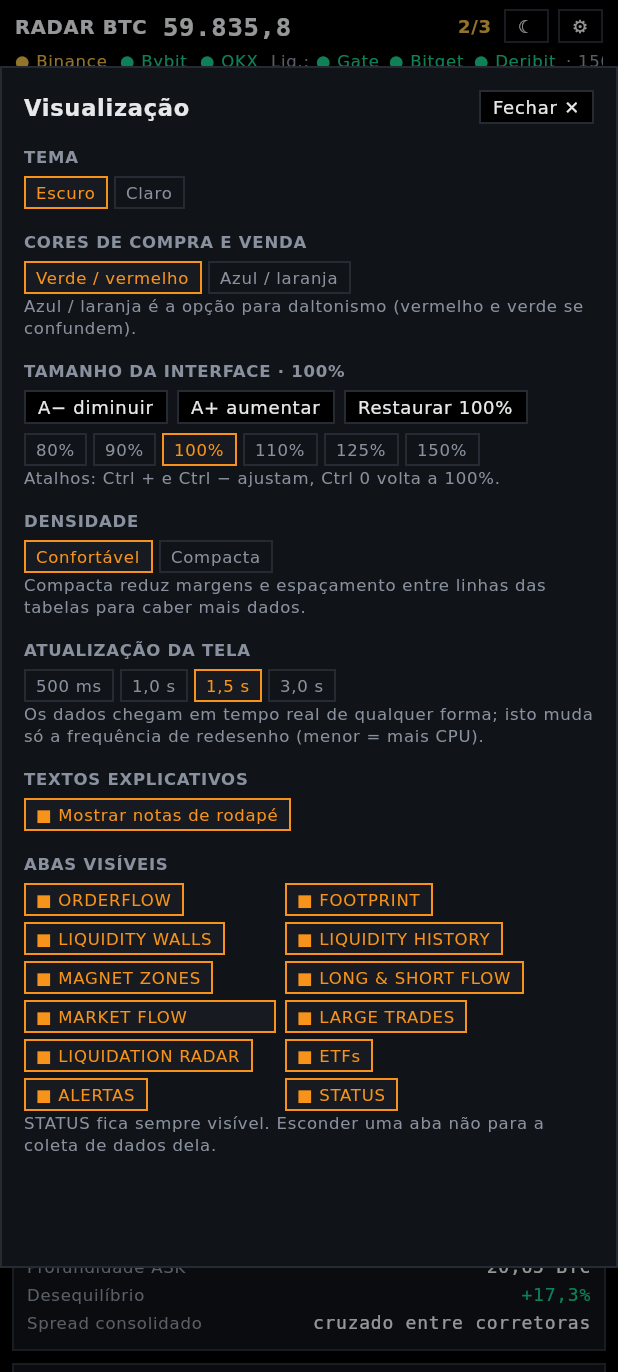 RADAR BTC 59.835,8 2/3 ☾ ⚙
● Binance ● Bybit ● OKX Liq.: ● Gate ● Bitget ● Deribit
Visualização Fechar ✕
TEMA
Escuro Claro
CORES DE COMPRA E VENDA
Verde / vermelho Azul / laranja
Azul / laranja é a opção para daltonismo (vermelho e verde se
confundem).
TAMANHO DA INTERFACE · 100%
A− diminuir A+ aumentar Restaurar 100%
80% 90% 100% 110% 125% 150%
Atalhos: Ctrl + e Ctrl − ajustam, Ctrl 0 volta a 100%.
DENSIDADE
Confortável Compacta
Compacta reduz margens e espaçamento entre linhas das
tabelas para caber mais dados.
ATUALIZAÇÃO DA TELA
500 ms 1,0 s 1,5 s 3,0 s
Os dados chegam em tempo real de qualquer forma; isto muda
só a frequência de redesenho (menor = mais CPU).
TEXTOS EXPLICATIVOS
■ Mostrar notas de rodapé
ABAS VISÍVEIS
■ ORDERFLOW ■ FOOTPRINT
■ LIQUIDITY WALLS ■ LIQUIDITY HISTORY
■ MAGNET ZONES ■ LONG & SHORT FLOW
■ MARKET FLOW ■ LARGE TRADES
■ LIQUIDATION RADAR ■ ETFs
■ ALERTAS ■ STATUS
STATUS fica sempre visível. Esconder uma aba não para a
coleta de dados dela.
Profundidade ASK BTC
Desequilíbrio +17,3%
Spread consolidado cruzado entre corretoras